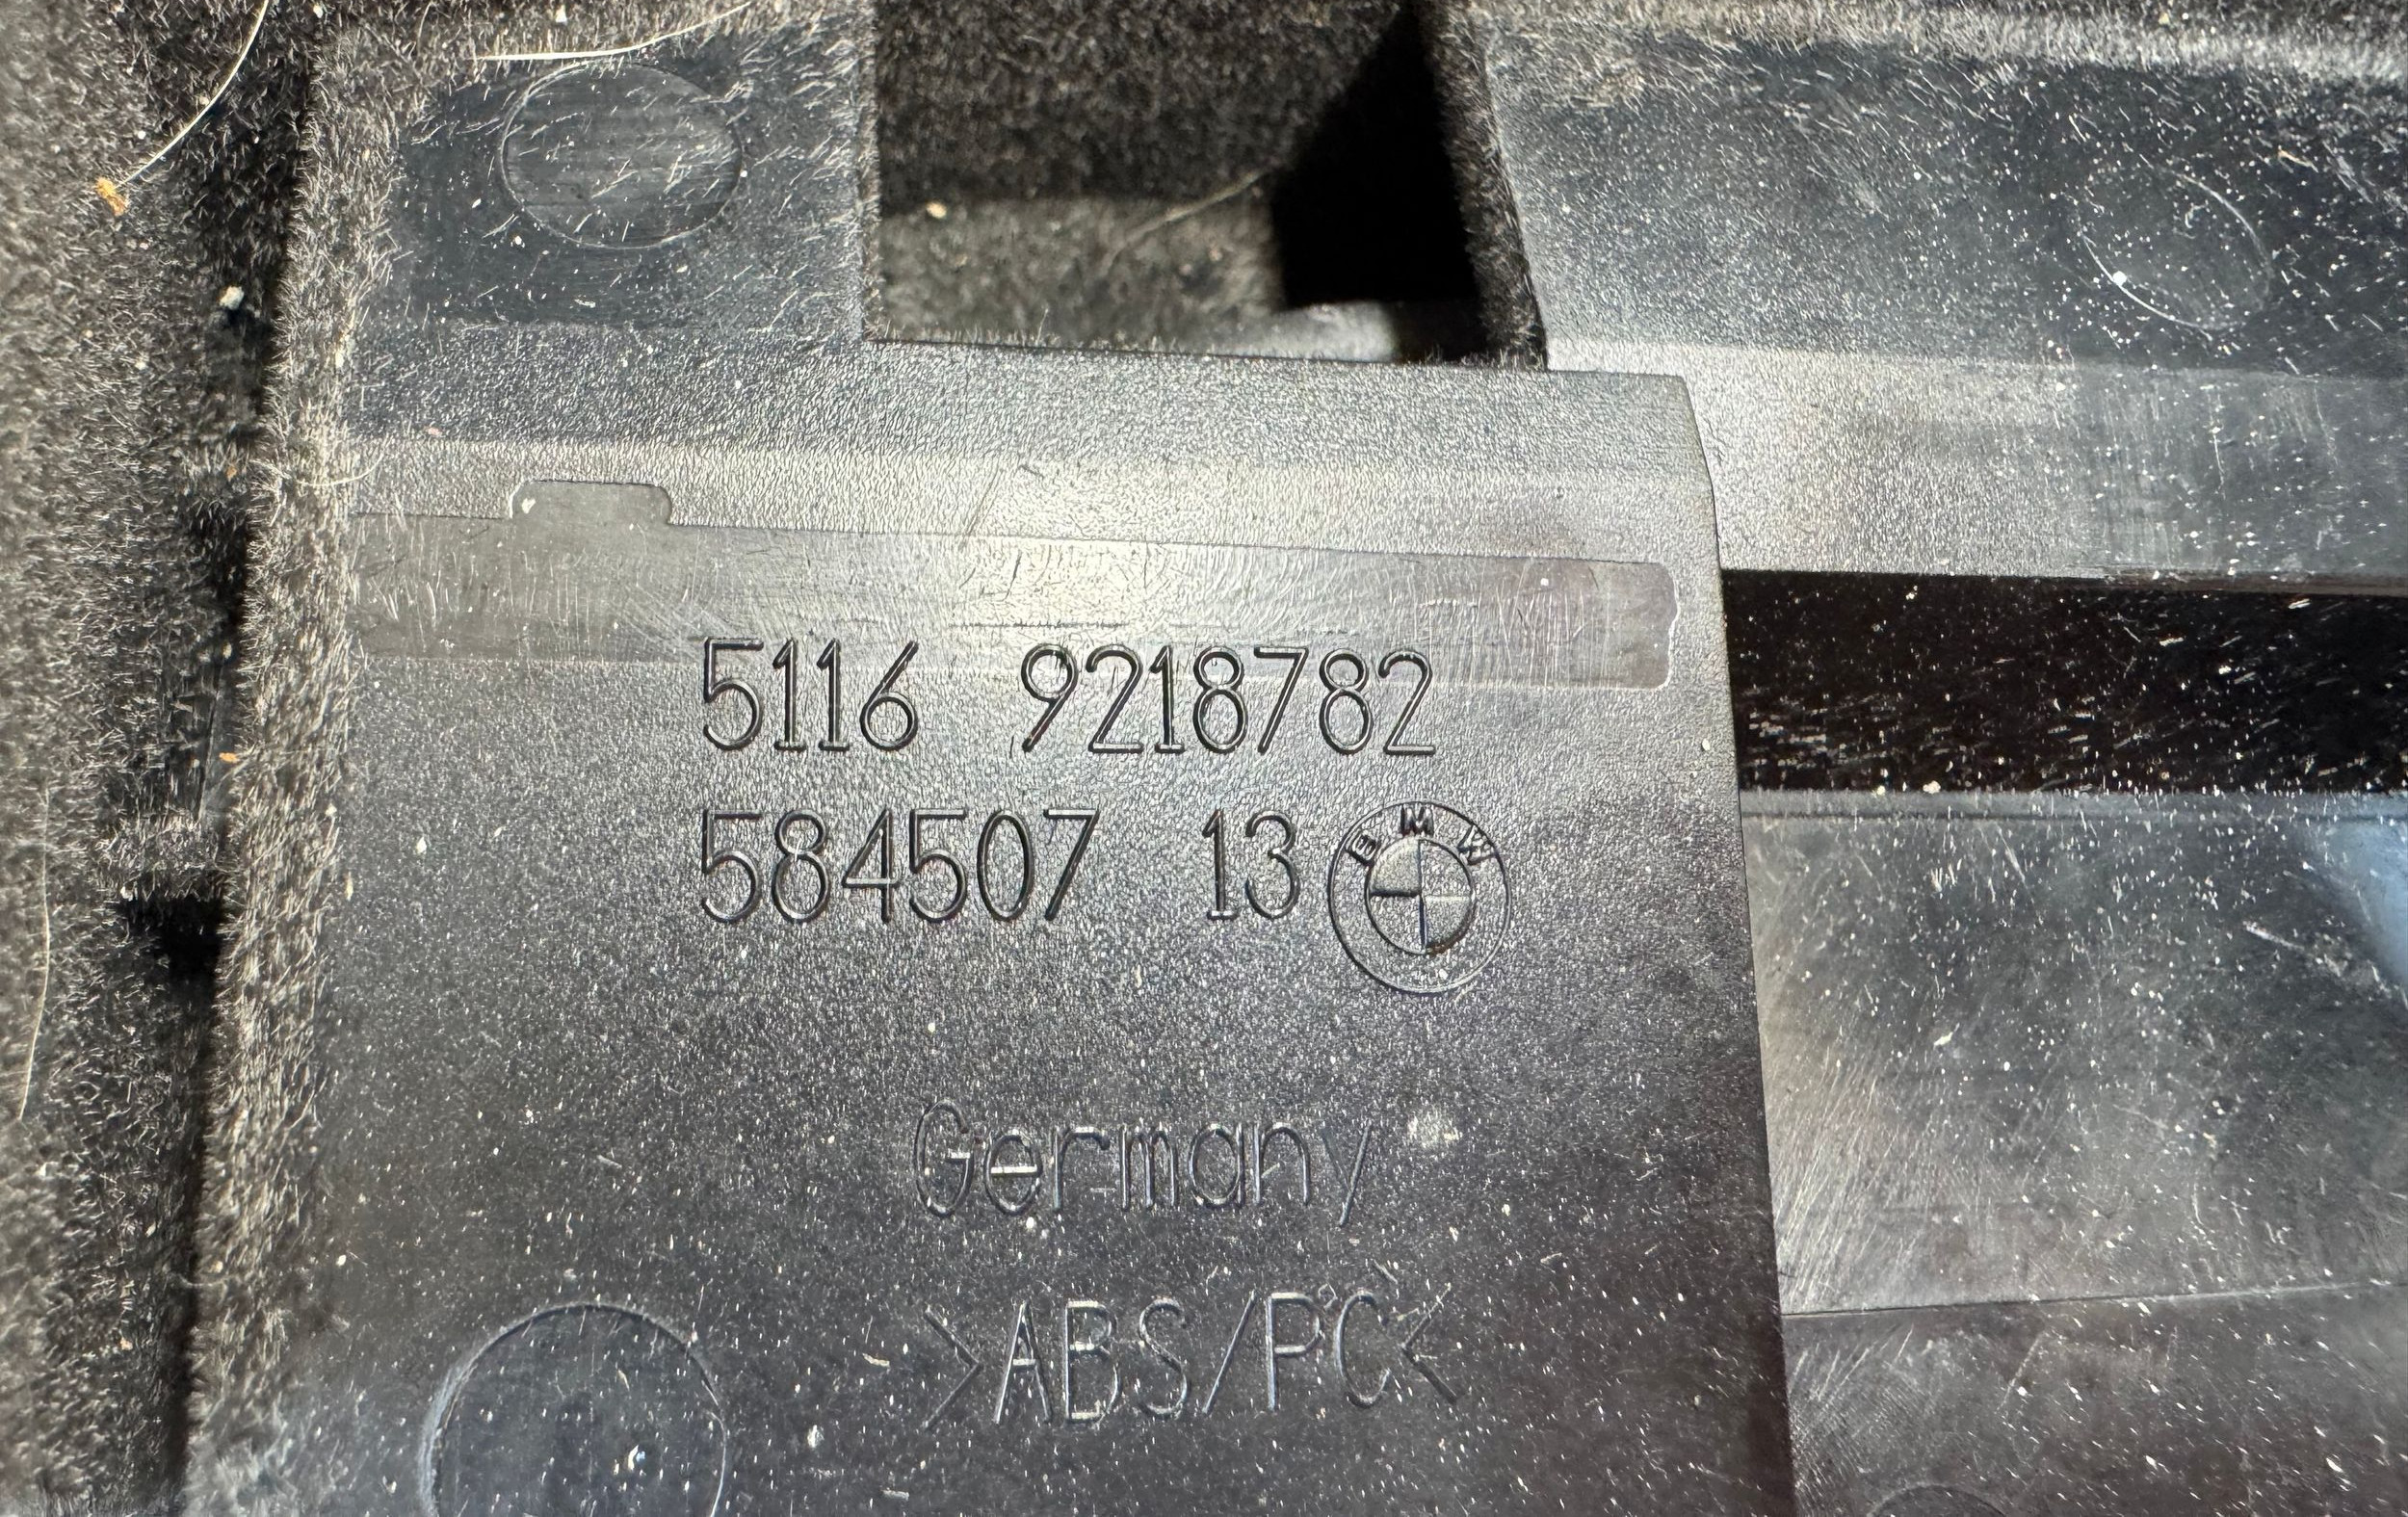 5116 9218782
584507 13 BMW
Germany
>ABS/PC<